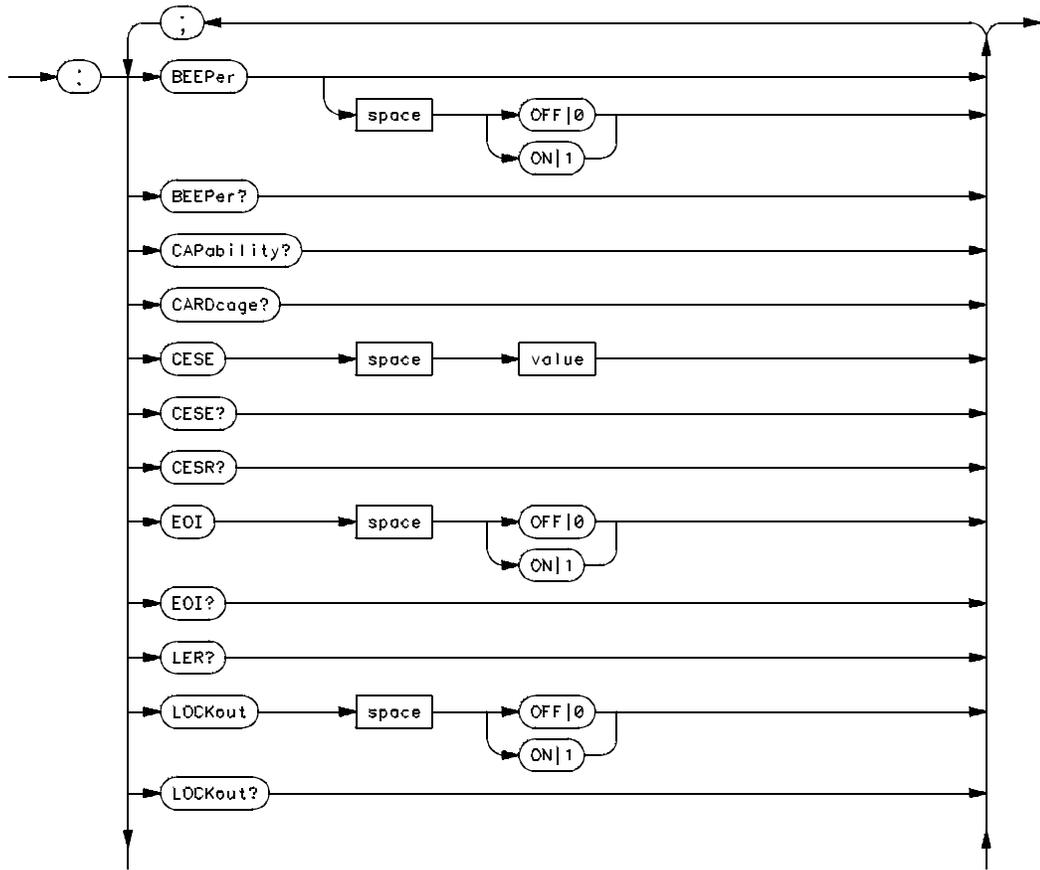 ;
: BEEPer
space OFF|0
ON|1
BEEPer?
CAPability?
CARDcage?
CESE space value
CESE?
CESR?
EOI space OFF|0
ON|1
EOI?
LER?
LOCKout space OFF|0
ON|1
LOCKout?